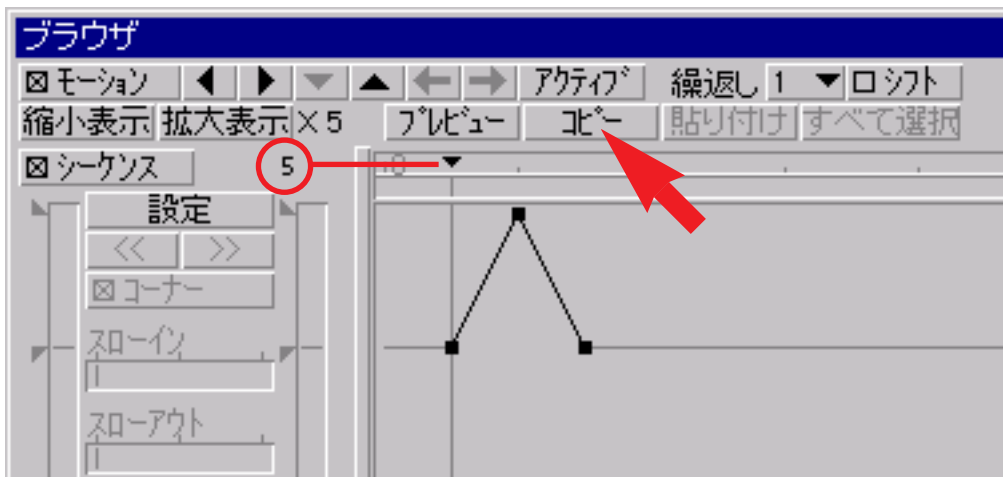 ブラウザ
モーション アクティブ 繰返し 1 シフト
縮小表示 拡大表示 ×5 プレビュー コピー 貼り付け すべて選択
シーケンス 5 0
設定
<< >>
コーナー
スローイン
スローアウト